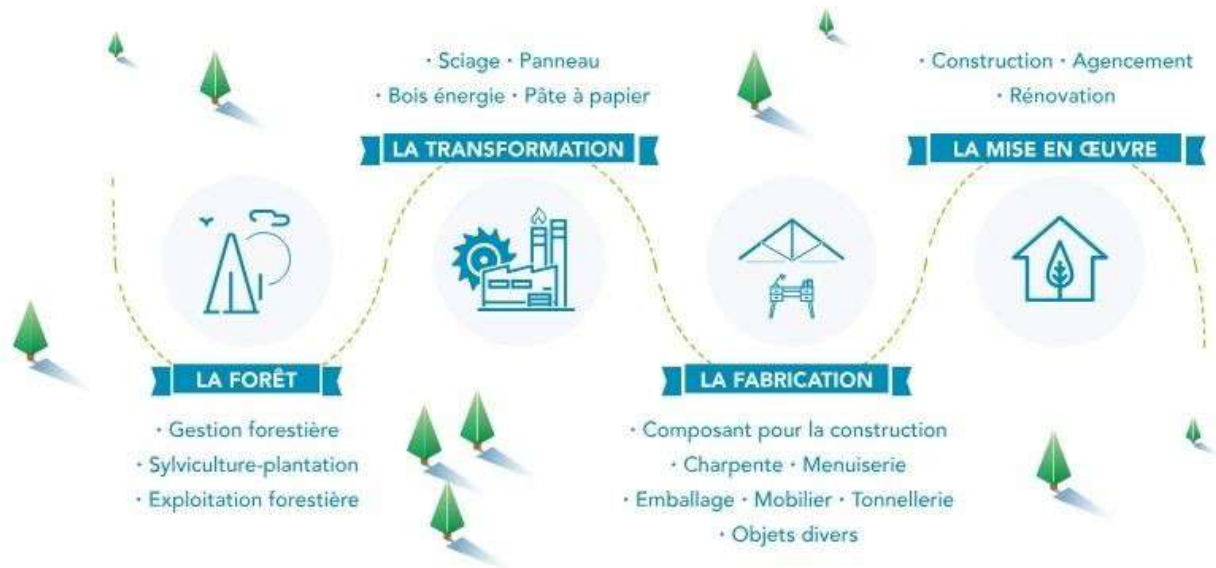 · Sciage · Panneau
· Bois énergie · Pâte à papier
LA TRANSFORMATION
· Construction · Agencement
· Rénovation
LA MISE EN ŒUVRE
LA FORÊT
· Gestion forestière
· Sylviculture-plantation
· Exploitation forestière
LA FABRICATION
· Composant pour la construction
· Charpente · Menuiserie
· Emballage · Mobilier · Tonnellerie
· Objets divers